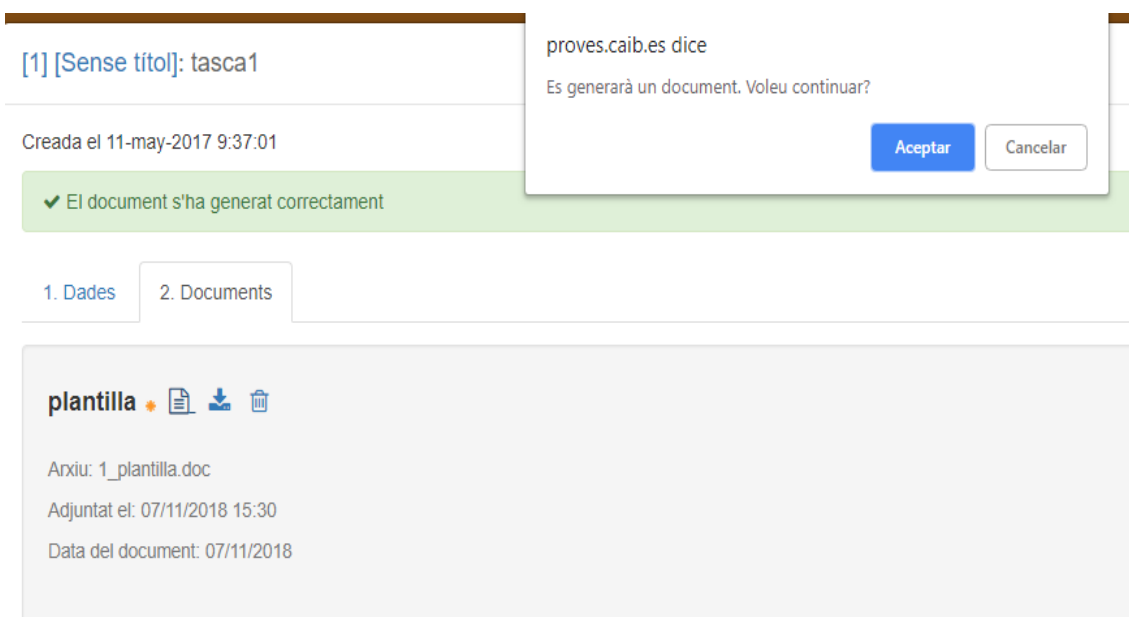 [1] [Sense títol]: tasca1
proves.caib.es dice
Es generarà un document. Voleu continuar?
Aceptar
Cancelar
Creada el 11-may-2017 9:37:01
El document s'ha generat correctament
1. Dades
2. Documents
plantilla
Arxiu: 1_plantilla.doc
Adjuntat el: 07/11/2018 15:30
Data del document: 07/11/2018